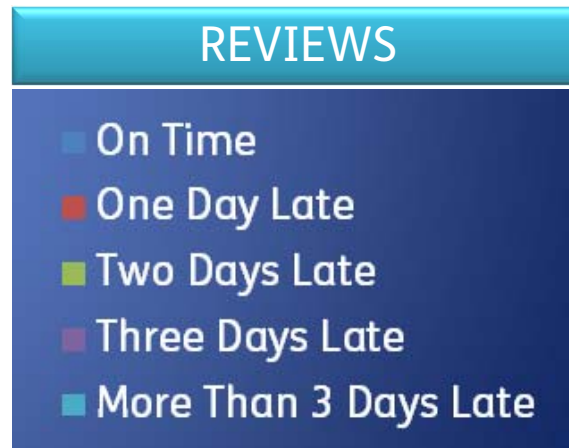 REVIEWS
On Time
One Day Late
Two Days Late
Three Days Late
More Than 3 Days Late